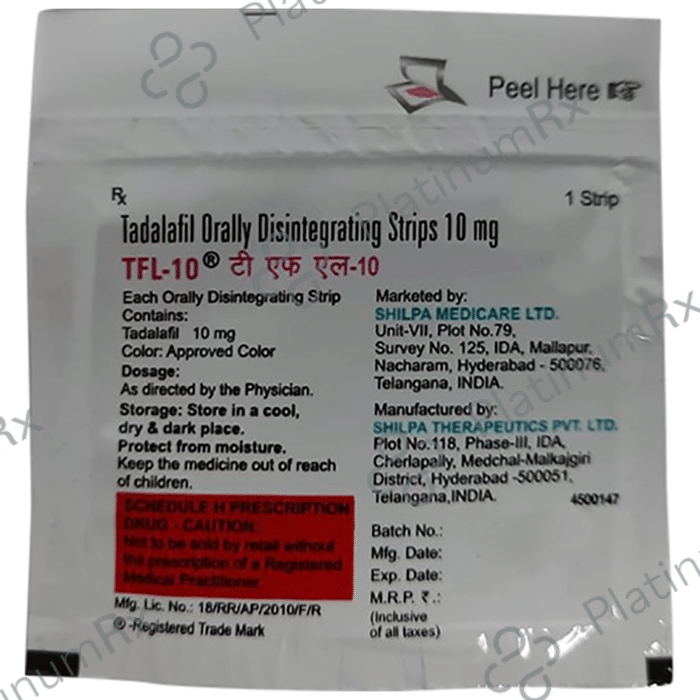 Peel Here
Rx
1 Strip
Tadalafil Orally Disintegrating Strips 10 mg
TFL-10® टी एफ एल-10
Each Orally Disintegrating Strip
Contains:
Tadalafil 10 mg
Color: Approved Color
Dosage:
As directed by the Physician.
Storage: Store in a cool,
dry & dark place.
Protect from moisture.
Keep the medicine out of reach
of children.
SCHEDULE H PRESCRIPTION
DRUG - CAUTION:
Not to be sold by retail without
the prescription of a Registered
Medical Practitioner
Mfg. Lic. No.: 18/RR/AP/2010/F/R
®-Registered Trade Mark
Marketed by:
SHILPA MEDICARE LTD.
Unit-VII, Plot No.79,
Survey No. 125, IDA, Mallapur,
Nacharam, Hyderabad - 500076,
Telangana, INDIA.
Manufactured by:
SHILPA THERAPEUTICS PVT. LTD.
Plot No.118, Phase-III, IDA,
Cherlapally, Medchal-Malkajgiri
District, Hyderabad -500051,
Telangana,INDIA.
4500147
Batch No.:
Mfg. Date:
Exp. Date:
M.R.P. ₹.:
(Inclusive
of all taxes)
PlatinumRx
PlatinumRx
PlatinumRx
PlatinumRx